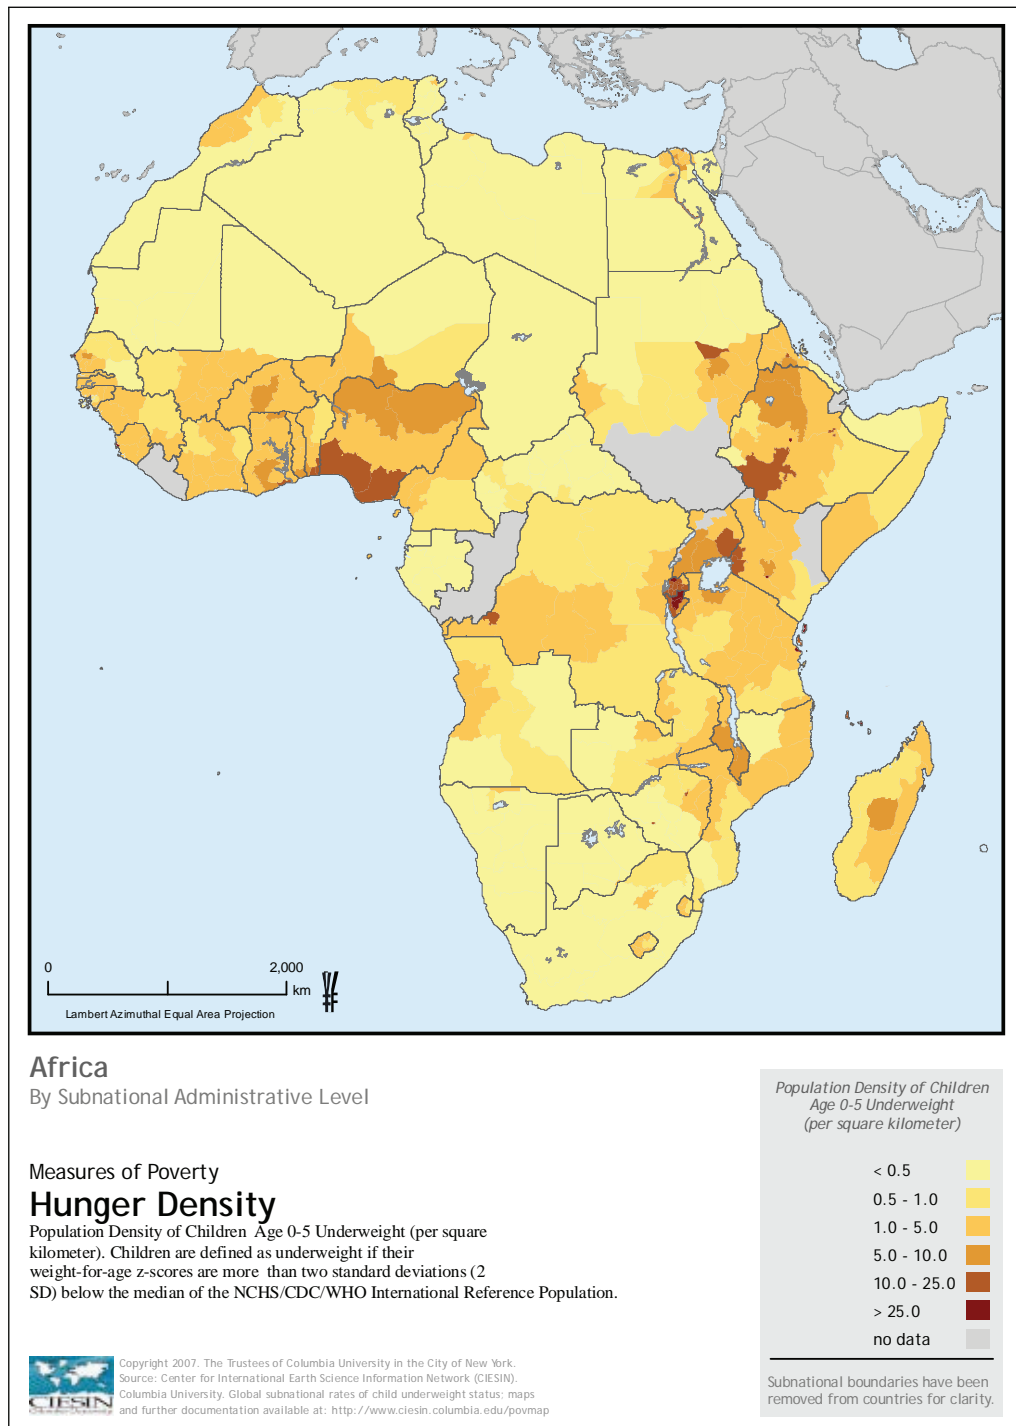 0 2,000
km
Lambert Azimuthal Equal Area Projection
Africa
By Subnational Administrative Level
Measures of Poverty
Hunger Density
Population Density of Children Age 0-5 Underweight (per square
kilometer). Children are defined as underweight if their
weight-for-age z-scores are more than two standard deviations (2
SD) below the median of the NCHS/CDC/WHO International Reference Population.
Population Density of Children
Age 0-5 Underweight
(per square kilometer)
< 0.5
0.5 - 1.0
1.0 - 5.0
5.0 - 10.0
10.0 - 25.0
> 25.0
no data
Subnational boundaries have been
removed from countries for clarity.
CIESIN
Copyright 2007. The Trustees of Columbia University in the City of New York.
Source: Center for International Earth Science Information Network (CIESIN).
Columbia University. Global subnational rates of child underweight status; maps
and further documentation available at: http://www.ciesin.columbia.edu/povmap